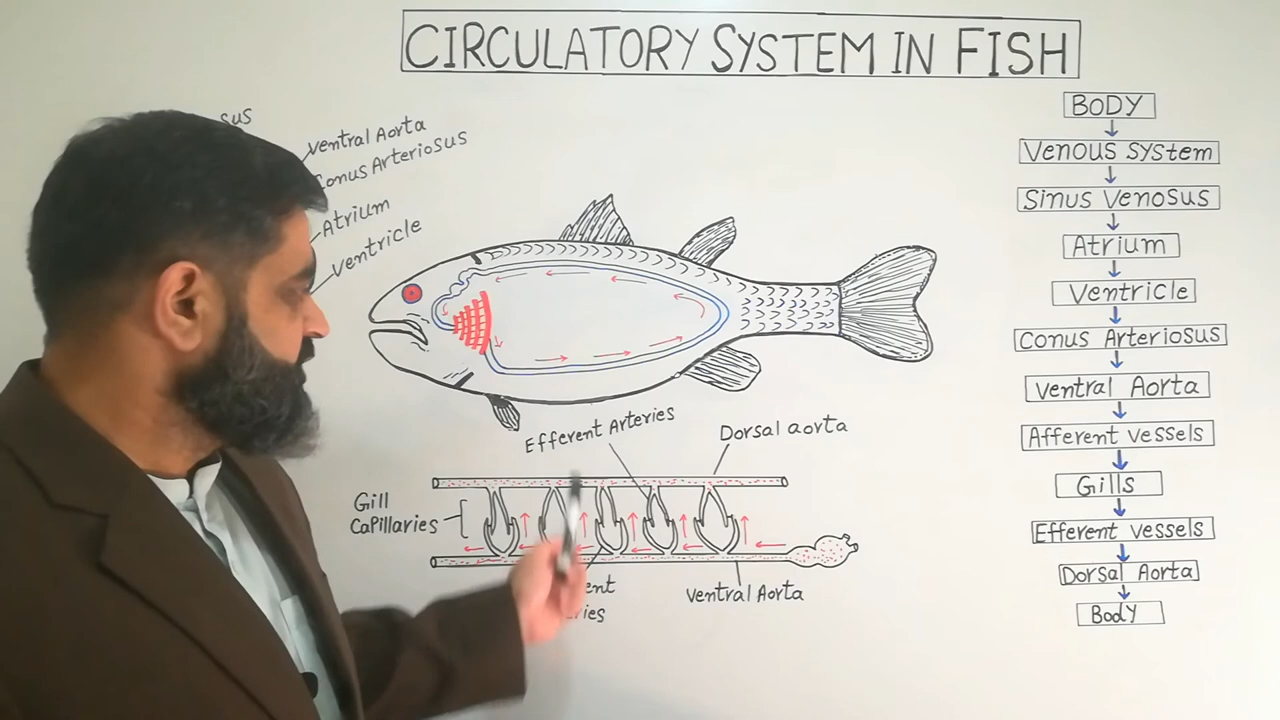 CIRCULATORY SYSTEM IN FISH
sus
Ventral Aorta
Conus Arteriosus
Atrium
Ventricle
Efferent Arteries
Dorsal aorta
Gill
Capillaries
ent
ries
Ventral Aorta
BODY
Venous System
Sinus Venosus
Atrium
Ventricle
Conus Arteriosus
Ventral Aorta
Afferent vessels
Gills
Efferent vessels
Dorsal Aorta
Body